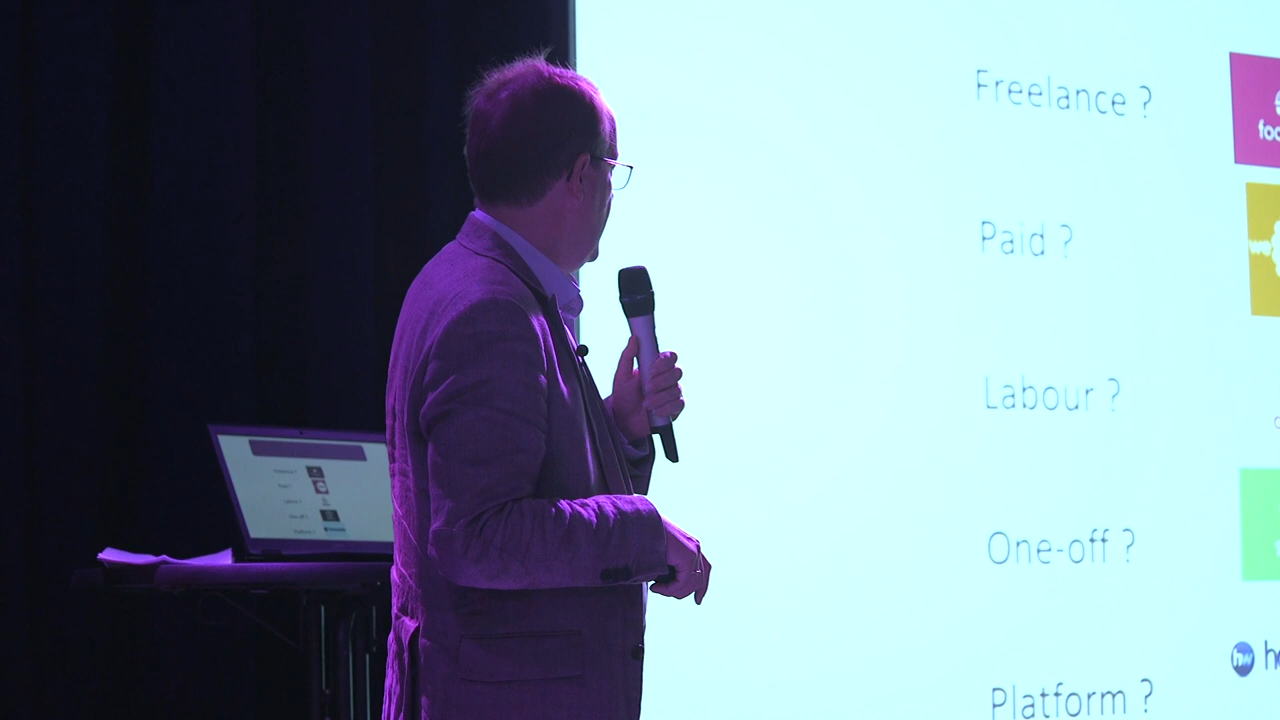 Freelance ?
Paid ?
Labour ?
One-off ?
Platform ?